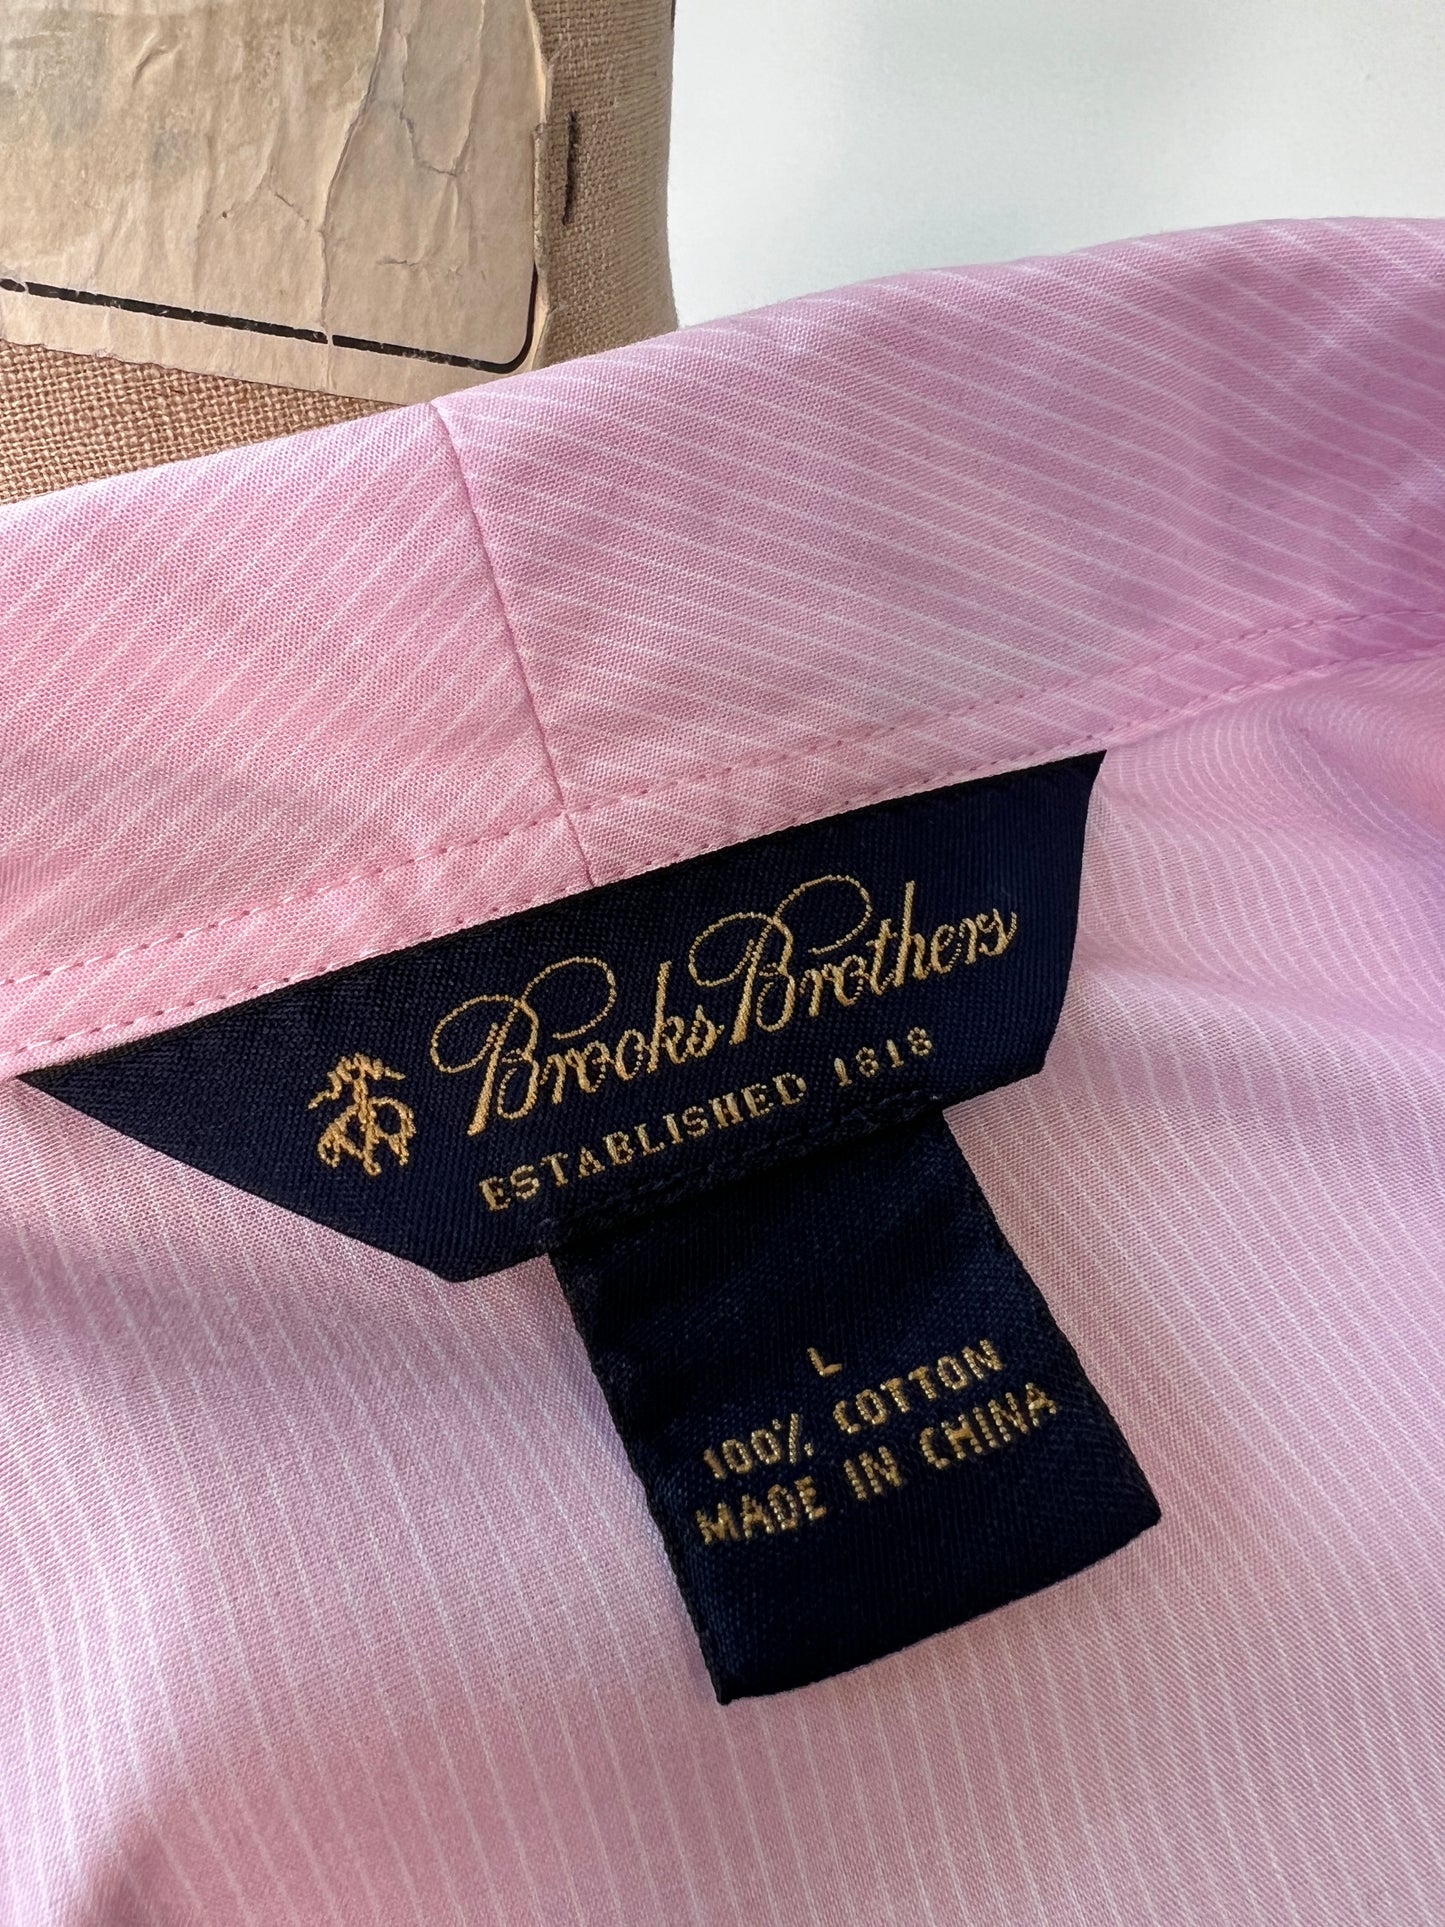 Brooks Brothers
ESTABLISHED 1818
L
100% COTTON
MADE IN CHINA